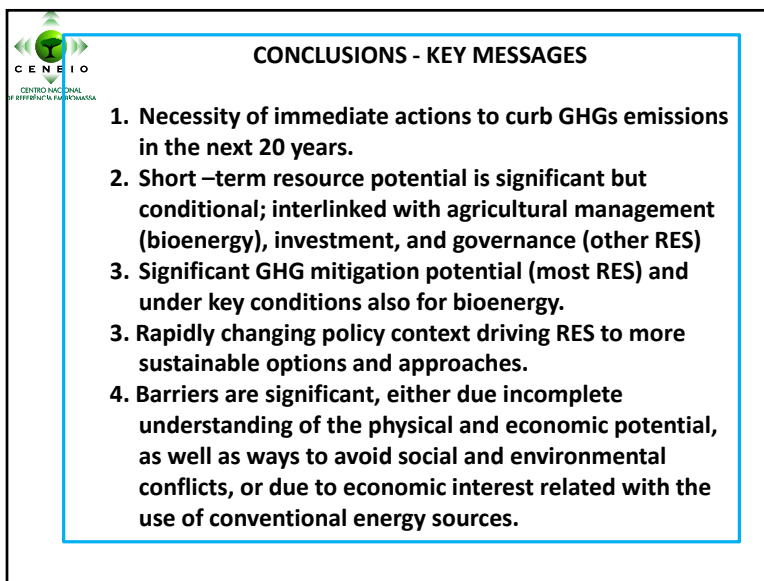 CENBIO
CENTRO NACIONAL
DE REFERÊNCIA EM BIOMASSA
CONCLUSIONS - KEY MESSAGES
1. Necessity of immediate actions to curb GHGs emissions
in the next 20 years.
2. Short –term resource potential is significant but
conditional; interlinked with agricultural management
(bioenergy), investment, and governance (other RES)
3. Significant GHG mitigation potential (most RES) and
under key conditions also for bioenergy.
3. Rapidly changing policy context driving RES to more
sustainable options and approaches.
4. Barriers are significant, either due incomplete
understanding of the physical and economic potential,
as well as ways to avoid social and environmental
conflicts, or due to economic interest related with the
use of conventional energy sources.